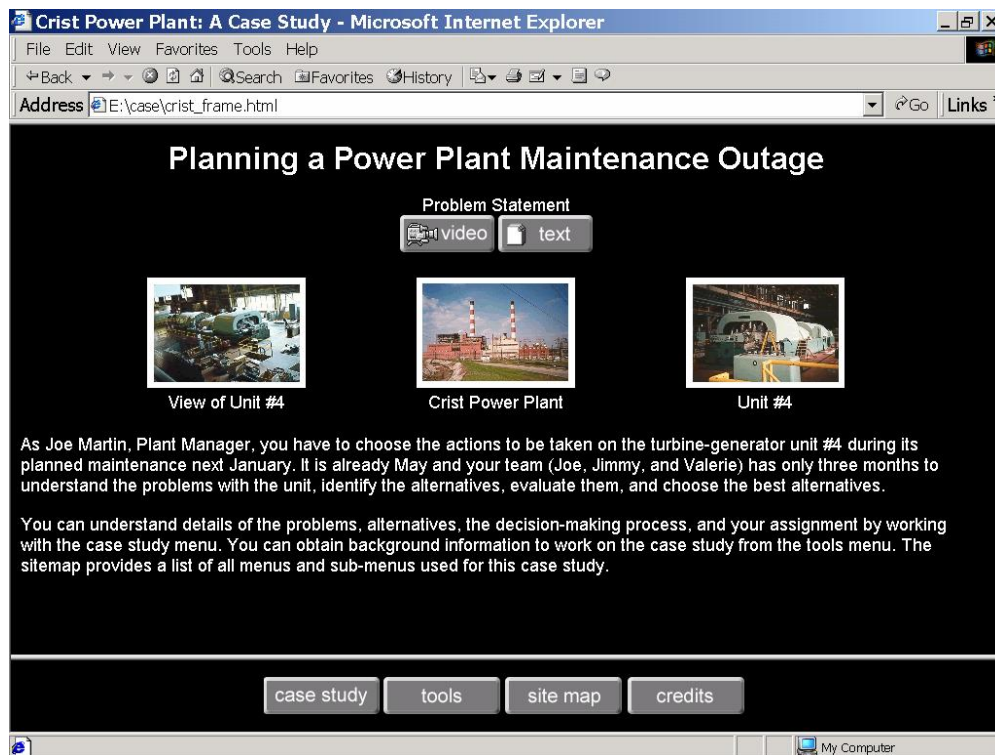 Crist Power Plant: A Case Study - Microsoft Internet Explorer
File Edit View Favorites Tools Help
Back Search Favorites History
Address E:\case\crist_frame.html Go Links
Planning a Power Plant Maintenance Outage
Problem Statement
video text
View of Unit #4 Crist Power Plant Unit #4
As Joe Martin, Plant Manager, you have to choose the actions to be taken on the turbine-generator unit #4 during its
planned maintenance next January. It is already May and your team (Joe, Jimmy, and Valerie) has only three months to
understand the problems with the unit, identify the alternatives, evaluate them, and choose the best alternatives.
You can understand details of the problems, alternatives, the decision-making process, and your assignment by working
with the case study menu. You can obtain background information to work on the case study from the tools menu. The
sitemap provides a list of all menus and sub-menus used for this case study.
case study tools site map credits
My Computer